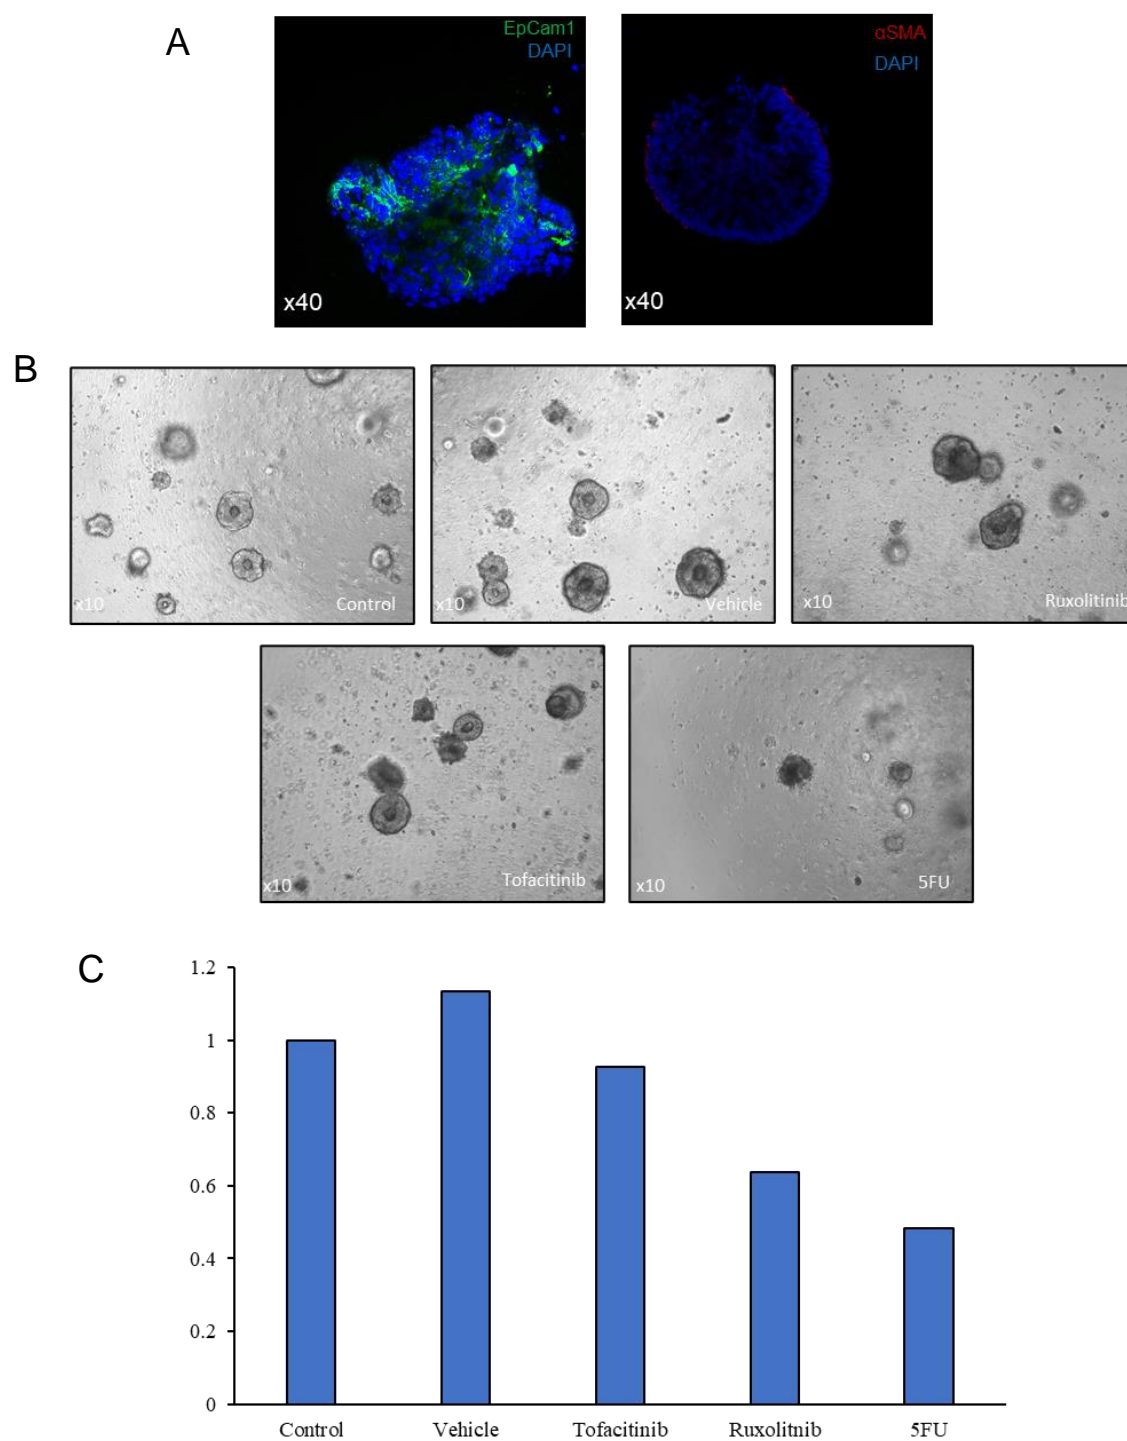 A
EpCam1
DAPI
x40
αSMA
DAPI
x40
B
x10
Control
x10
Vehicle
x10
Ruxolitinib
x10
Tofacitinib
x10
5FU
C
1.2
1
0.8
0.6
0.4
0.2
0
Control
Vehicle
Tofacitinib
Ruxolitnib
5FU